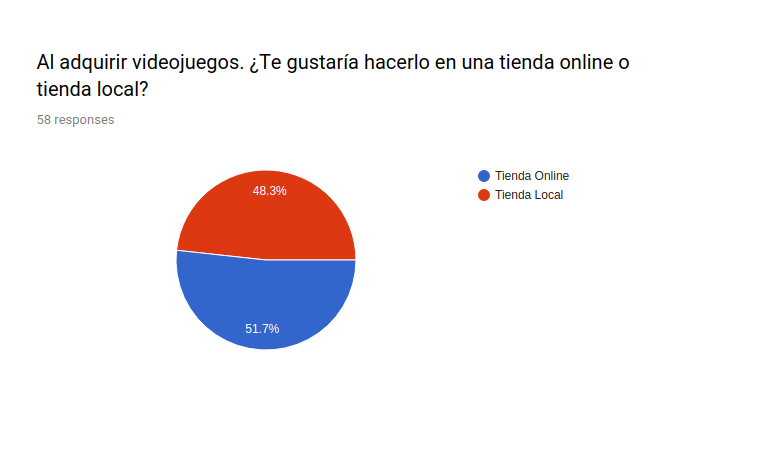 Al adquirir videojuegos. ¿Te gustaría hacerlo en una tienda online o
tienda local?
58 responses
Tienda Online
Tienda Local
48.3%
51.7%